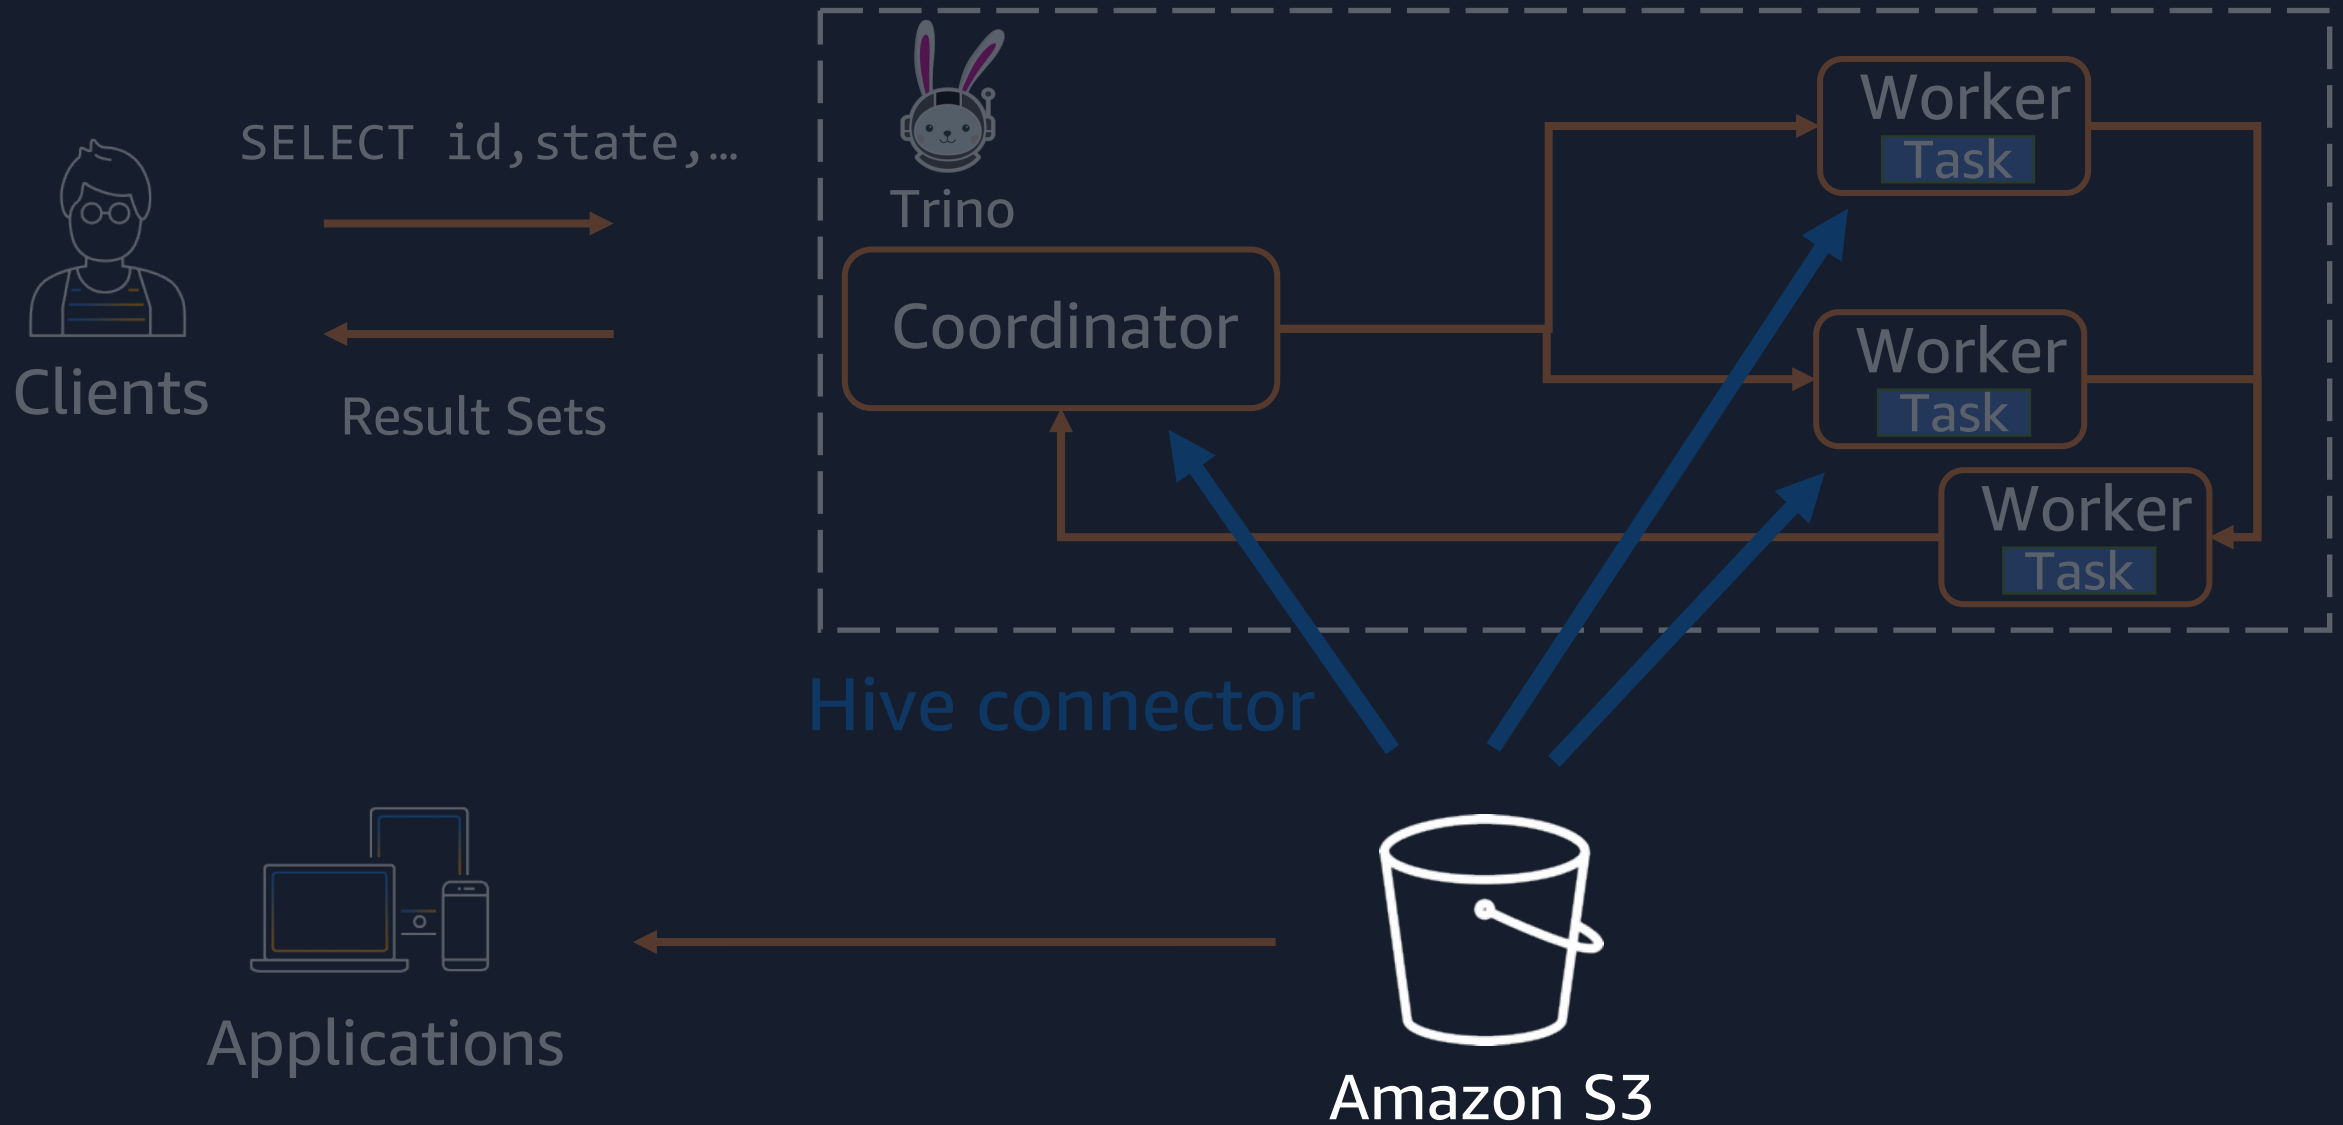 SELECT id,state,…
Clients
Result Sets
Trino
Coordinator
Worker
Task
Worker
Task
Worker
Task
Hive connector
Applications
Amazon S3